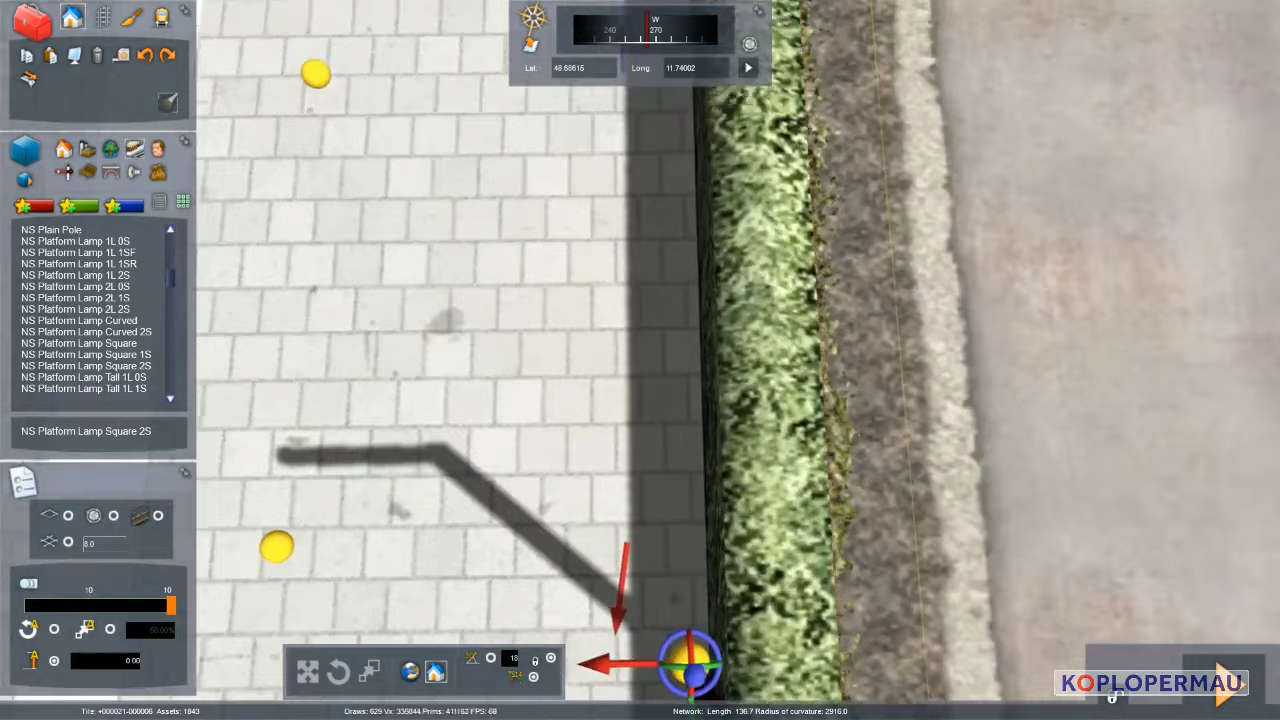 W
240 270
Lat: 48.68615 Long: 11.74002
NS Plain Pole
NS Platform Lamp 1L 0S
NS Platform Lamp 1L 1SF
NS Platform Lamp 1L 1SR
NS Platform Lamp 1L 2S
NS Platform Lamp 2L 0S
NS Platform Lamp 2L 1S
NS Platform Lamp 2L 2S
NS Platform Lamp Curved
NS Platform Lamp Curved 2S
NS Platform Lamp Square
NS Platform Lamp Square 1S
NS Platform Lamp Square 2S
NS Platform Lamp Tall 1L 0S
NS Platform Lamp Tall 1L 1S
NS Platform Lamp Square 2S
8.0
10 10
50.00%
0.00
18
KOPLOPERMAU
Tile: +000021-000006 Assets: 1843 Draws: 629 Vx: 335844 Prims: 411162 FPS: 68 Network: Length 136.7 Radius of curvature: 2916.0